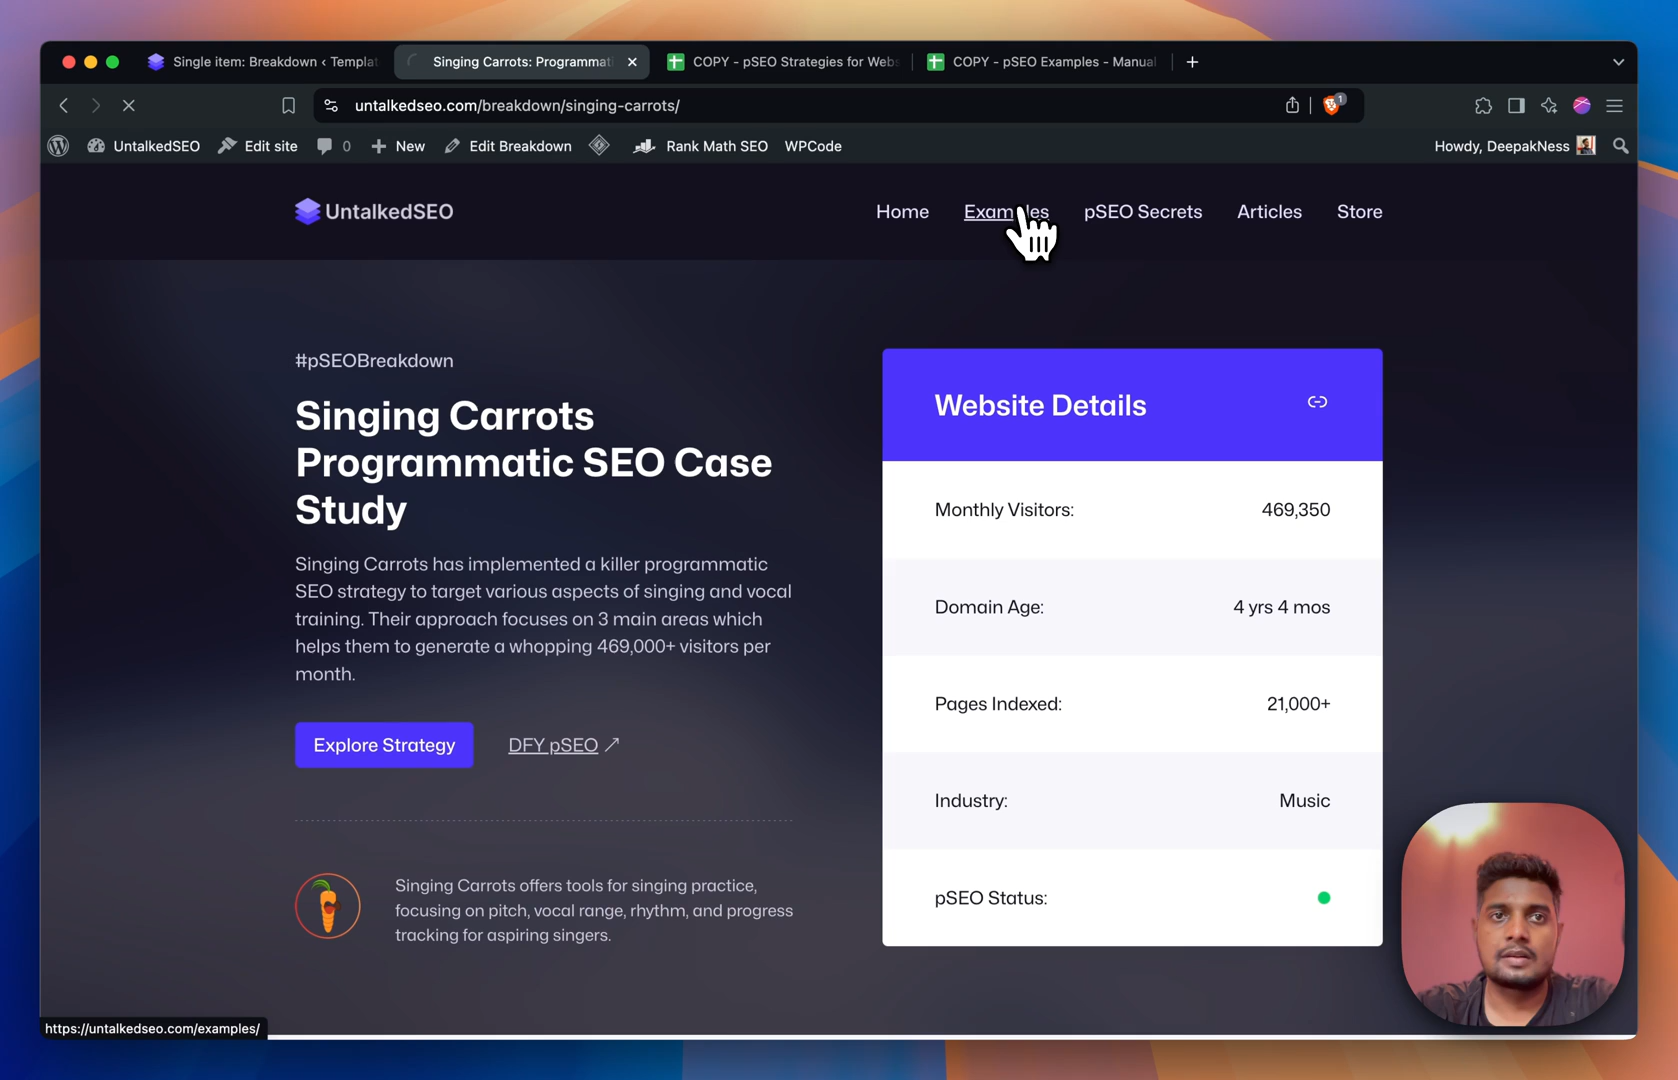 Single item: Breakdown ‹ Templat
Singing Carrots: Programmat
COPY - pSEO Strategies for Webs
COPY - pSEO Examples - Manual
untalkedseo.com/breakdown/singing-carrots/
1
UntalkedSEO
Edit site
0
New
Edit Breakdown
Rank Math SEO
WPCode
Howdy, DeepakNess
UntalkedSEO
Home
Examples
pSEO Secrets
Articles
Store
#pSEOBreakdown
Singing Carrots
Programmatic SEO Case
Study
Singing Carrots has implemented a killer programmatic
SEO strategy to target various aspects of singing and vocal
training. Their approach focuses on 3 main areas which
helps them to generate a whopping 469,000+ visitors per
month.
Explore Strategy
DFY pSEO ↗
Singing Carrots offers tools for singing practice,
focusing on pitch, vocal range, rhythm, and progress
tracking for aspiring singers.
Website Details
Monthly Visitors: 469,350
Domain Age: 4 yrs 4 mos
Pages Indexed: 21,000+
Industry: Music
pSEO Status:
https://untalkedseo.com/examples/